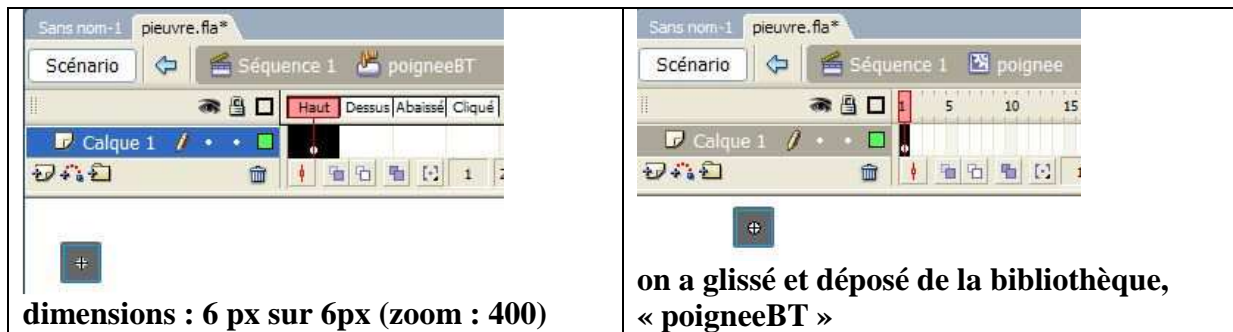 Sans nom-1 pieuvre.fla*
Scénario Séquence 1 poigneeBT
Haut Dessus Abaissé Cliqué
Calque 1
1
dimensions : 6 px sur 6px (zoom : 400)
Sans nom-1 pieuvre.fla*
Scénario Séquence 1 poignee
1 5 10 15
Calque 1
on a glissé et déposé de la bibliothèque,
« poigneeBT »